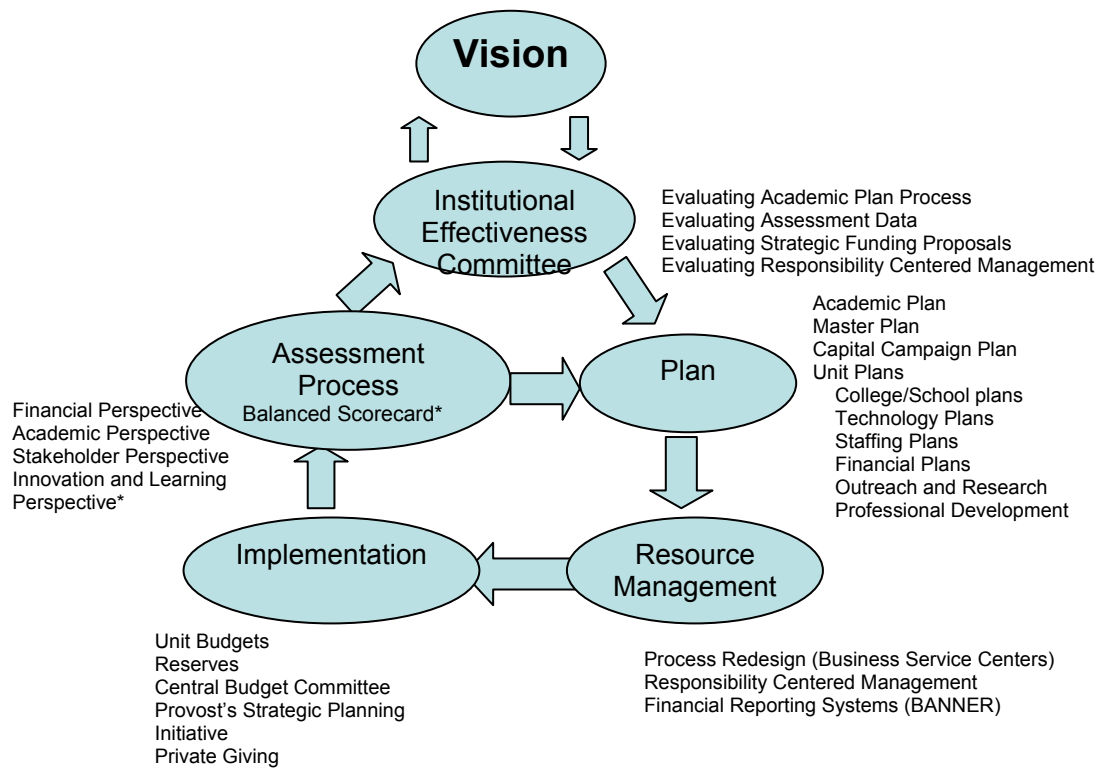 Vision
Institutional
Effectiveness
Committee
Evaluating Academic Plan Process
Evaluating Assessment Data
Evaluating Strategic Funding Proposals
Evaluating Responsibility Centered Management
Assessment
Process
Balanced Scorecard*
Plan
Academic Plan
Master Plan
Capital Campaign Plan
Unit Plans
College/School plans
Technology Plans
Staffing Plans
Financial Plans
Outreach and Research
Professional Development
Financial Perspective
Academic Perspective
Stakeholder Perspective
Innovation and Learning
Perspective*
Implementation
Resource
Management
Unit Budgets
Reserves
Central Budget Committee
Provost's Strategic Planning
Initiative
Private Giving
Process Redesign (Business Service Centers)
Responsibility Centered Management
Financial Reporting Systems (BANNER)